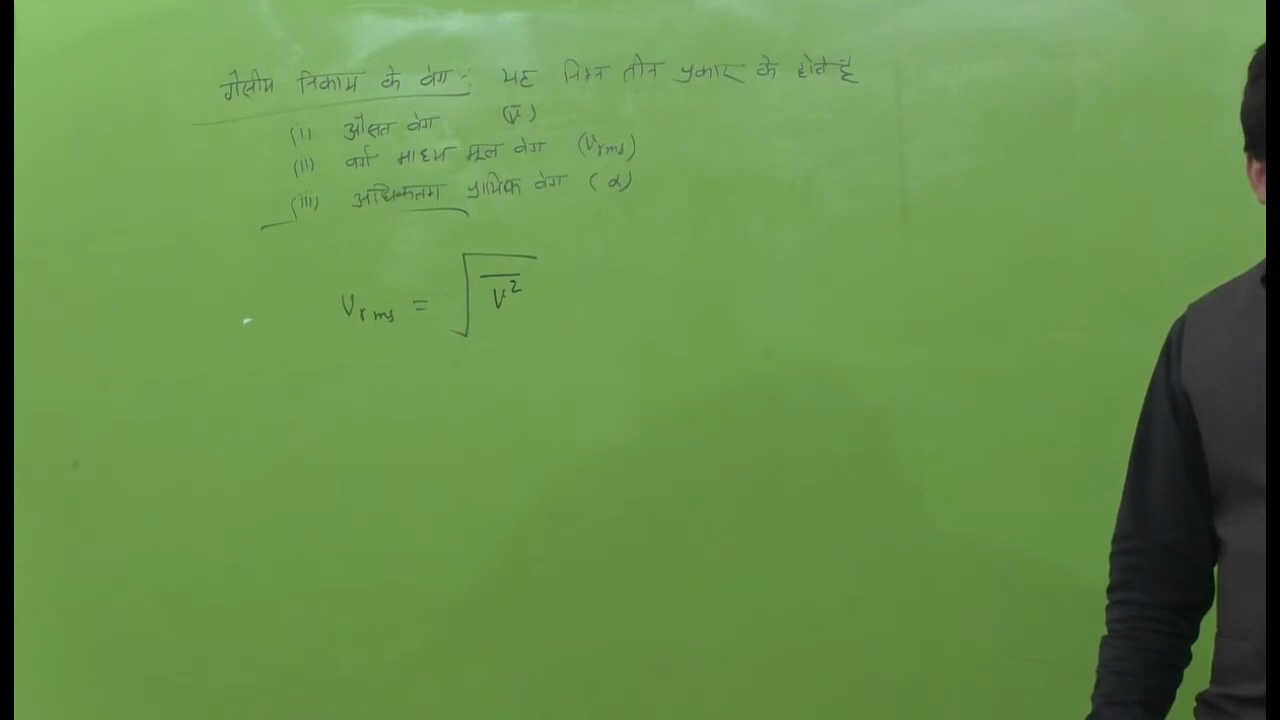 गैसीय निकाय के वेग : यह निम्न तीन प्रकार के होते है
(i) औसत वेग (v̅)
(ii) वर्ग माध्य मूल वेग (Vrms)
(iii) अधिकतम प्रायिक वेग (α)
Vrms = √(v̅²)